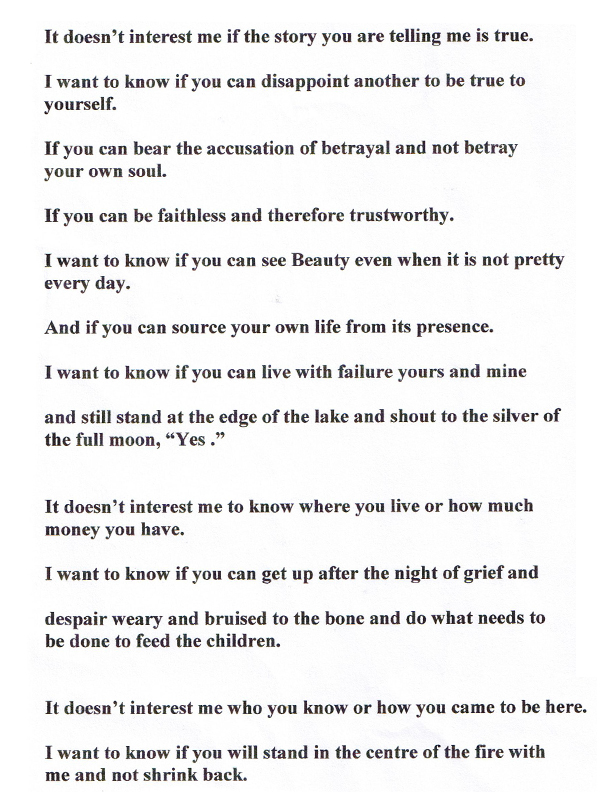 It doesn't interest me if the story you are telling me is true.
I want to know if you can disappoint another to be true to
yourself.
If you can bear the accusation of betrayal and not betray
your own soul.
If you can be faithless and therefore trustworthy.
I want to know if you can see Beauty even when it is not pretty
every day.
And if you can source your own life from its presence.
I want to know if you can live with failure yours and mine
and still stand at the edge of the lake and shout to the silver of
the full moon, “Yes .”
It doesn't interest me to know where you live or how much
money you have.
I want to know if you can get up after the night of grief and
despair weary and bruised to the bone and do what needs to
be done to feed the children.
It doesn't interest me who you know or how you came to be here.
I want to know if you will stand in the centre of the fire with
me and not shrink back.